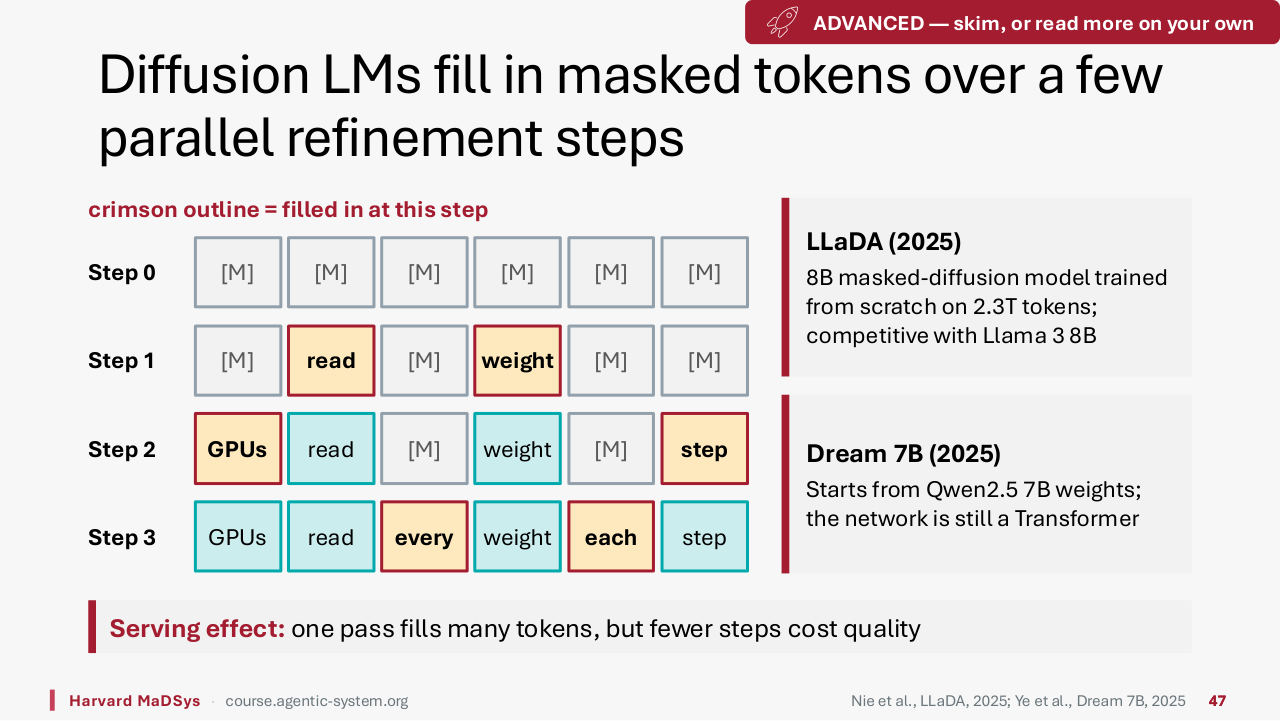 ADVANCED — skim, or read more on your own
Diffusion LMs fill in masked tokens over a few
parallel refinement steps
crimson outline = filled in at this step
Step 0 [M] [M] [M] [M] [M] [M]
Step 1 [M] read [M] weight [M] [M]
Step 2 GPUs read [M] weight [M] step
Step 3 GPUs read every weight each step
LLaDA (2025)
8B masked-diffusion model trained
from scratch on 2.3T tokens;
competitive with Llama 3 8B
Dream 7B (2025)
Starts from Qwen2.5 7B weights;
the network is still a Transformer
Serving effect: one pass fills many tokens, but fewer steps cost quality
Harvard MaDSys · course.agentic-system.org
Nie et al., LLaDA, 2025; Ye et al., Dream 7B, 2025 47